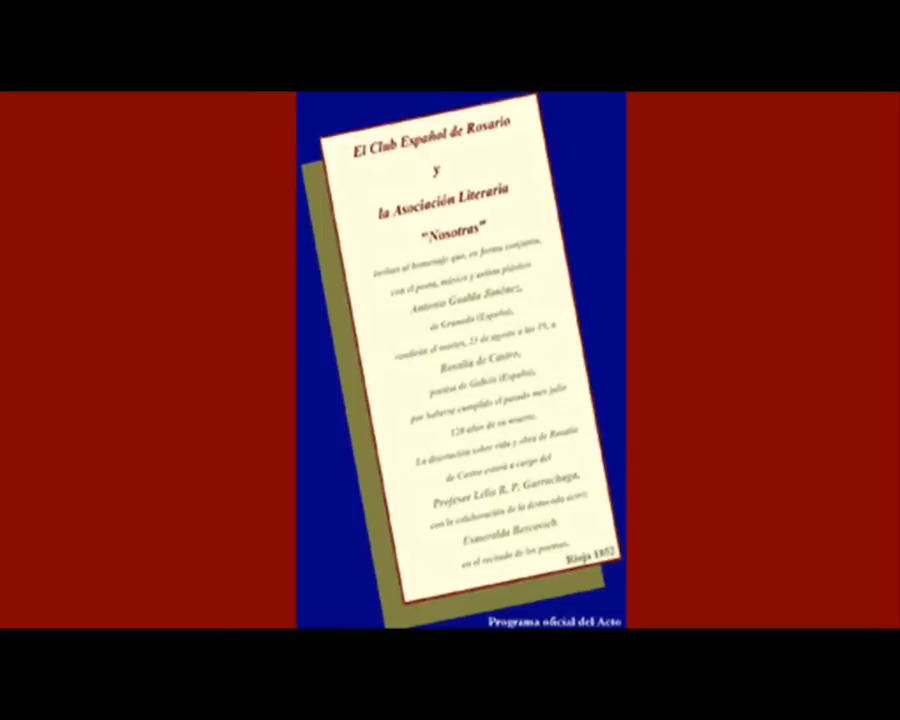 El Club Español de Rosario
y
la Asociación Literaria
"Nosotras"
invitan al homenaje que, en forma conjunta,
con el poeta, músico y artista plástico
Antonio Gualda Jiménez,
de Granada (España),
rendirán el martes, 23 de agosto a las 19, a
Rosalía de Castro,
poetisa de Galicia (España),
por haberse cumplido el pasado mes julio
120 años de su muerte.
La disertación sobre vida y obra de Rosalía
de Castro estará a cargo del
Profesor Lelio R. P. Garrochaga,
con la colaboración de la destacada actriz
Esmeralda Bercovich
en el recitado de los poemas.
Rioja 1052
Programa oficial del Acto